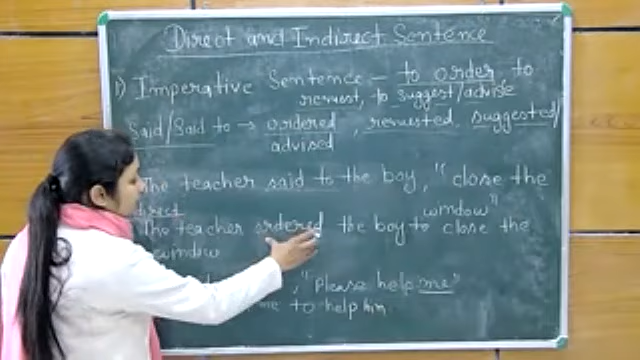 Direct and Indirect Sentence
1) Imperative Sentence - to order, to
request, to suggest/advise
Said/Said to → ordered, requested, suggested/
advised
The teacher said to the boy, "close the
window"
direct
The teacher ordered the boy to close the
window
, "Please help me"
me to help him